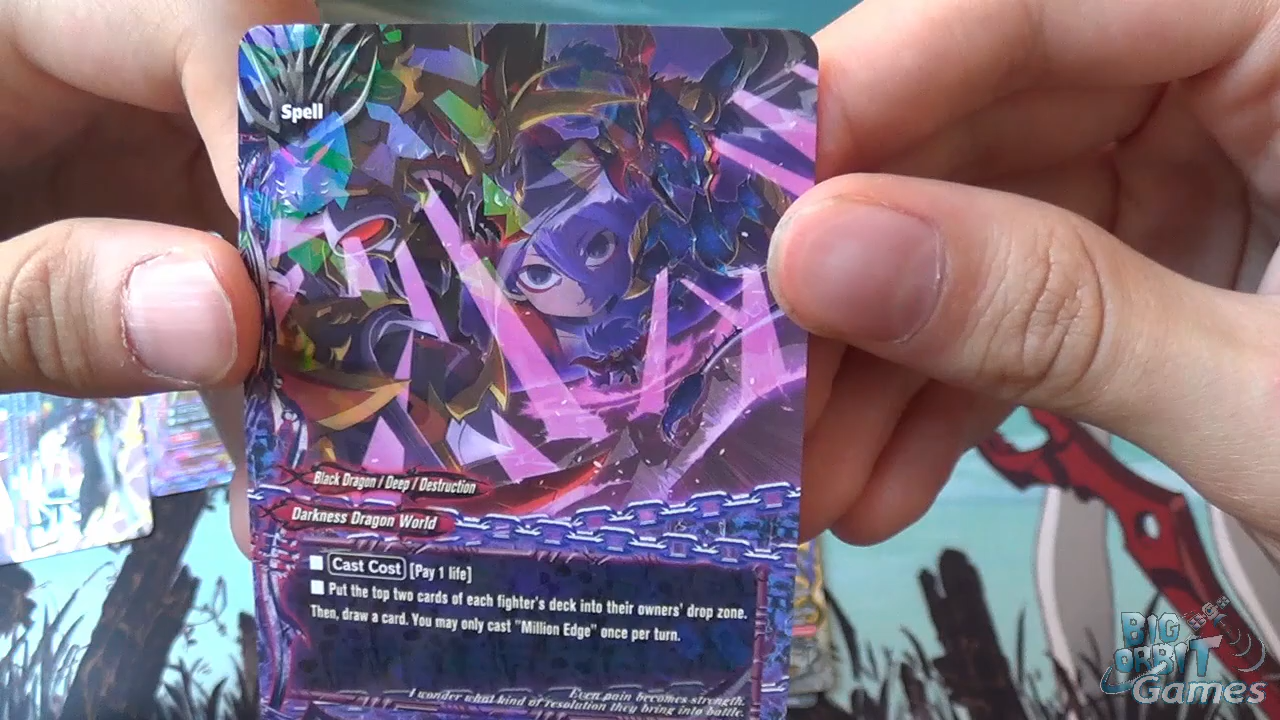 Spell
Black Dragon / Deep / Destruction
Darkness Dragon World
■ Cast Cost [Pay 1 life]
■ Put the top two cards of each fighter's deck into their owners' drop zone.
Then, draw a card. You may only cast "Million Edge" once per turn.
Even pain becomes strength.
I wonder what kind of resolution they bring into battle.
BIG
ORBIT
Games